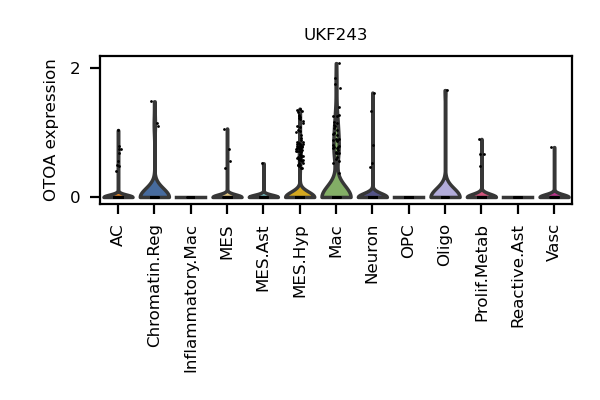 UKF243
OTOA expression
2
0
AC
Chromatin.Reg
Inflammatory.Mac
MES
MES.Ast
MES.Hyp
Mac
Neuron
OPC
Oligo
Prolif.Metab
Reactive.Ast
Vasc